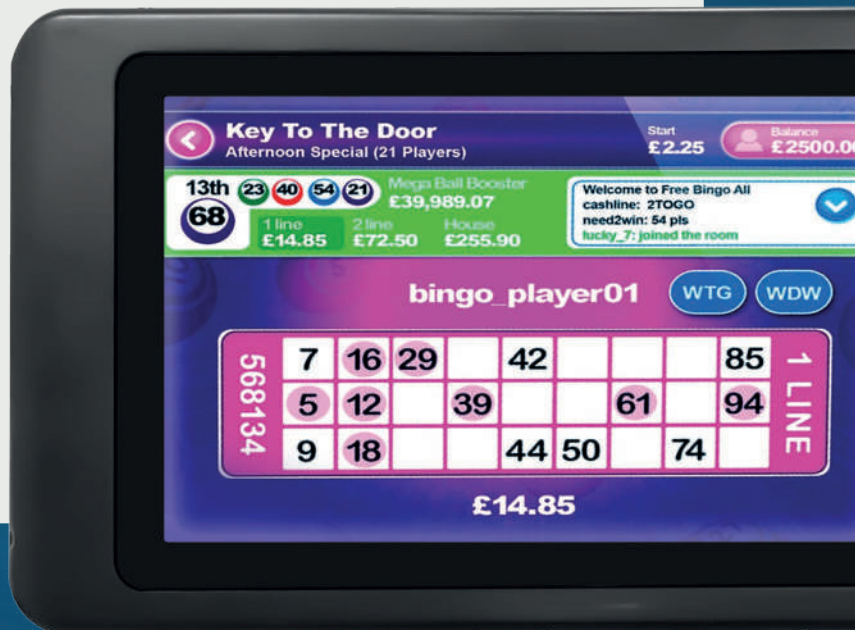 Key To The Door
Afternoon Special (21 Players)
Start
£2.25
Balance
£2500.00
13th 23 40 54 21
68
Mega Ball Booster
£39,989.07
1 line
£14.85
2 line
£72.50
House
£255.90
Welcome to Free Bingo All
cashline: 2TOGO
need2win: 54 pls
lucky_7: joined the room
bingo_player01
WTG
WDW
568134
7 16 29 42 85
5 12 39 61 94
9 18 44 50 74
1 LINE
£14.85